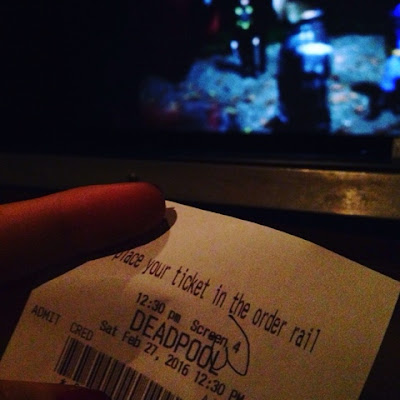 place your ticket in the order rail
12:30 pm Screen 4
DEADPOOL
Sat Feb 27, 2016 12:30 PM
ADMIT CRED